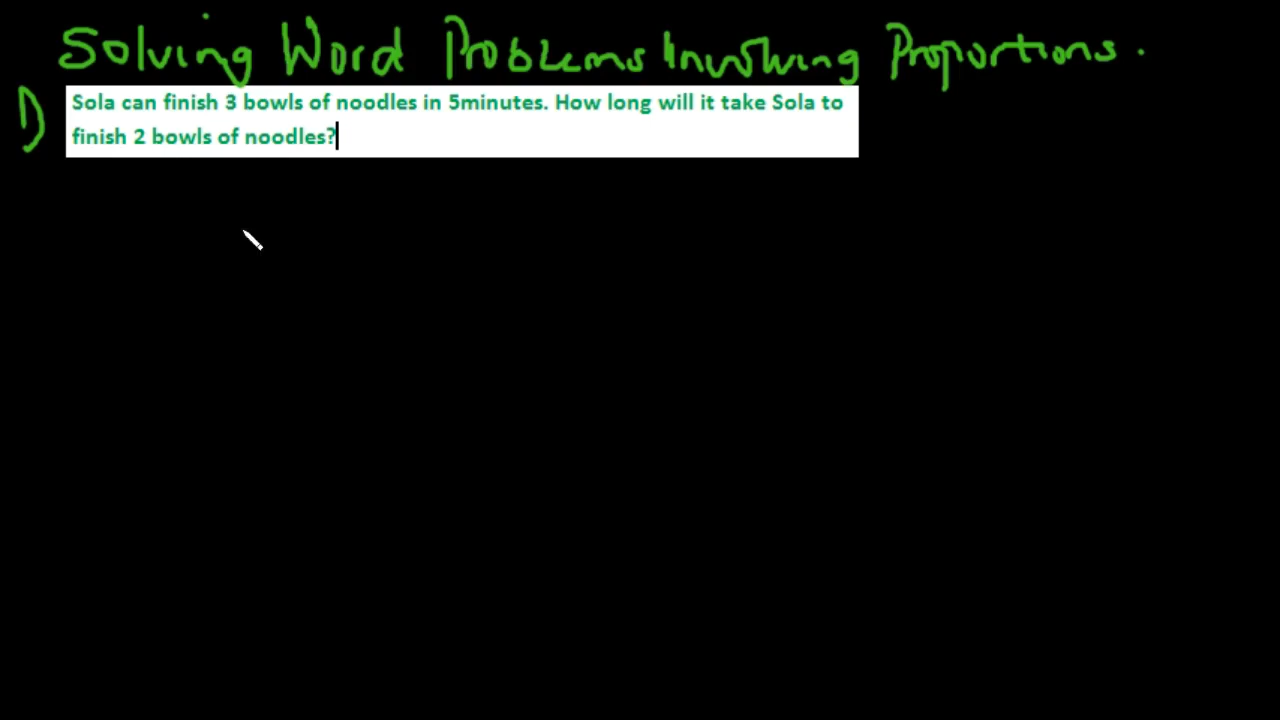 Solving Word Problems Involving Proportions.
1) Sola can finish 3 bowls of noodles in 5minutes. How long will it take Sola to
finish 2 bowls of noodles?